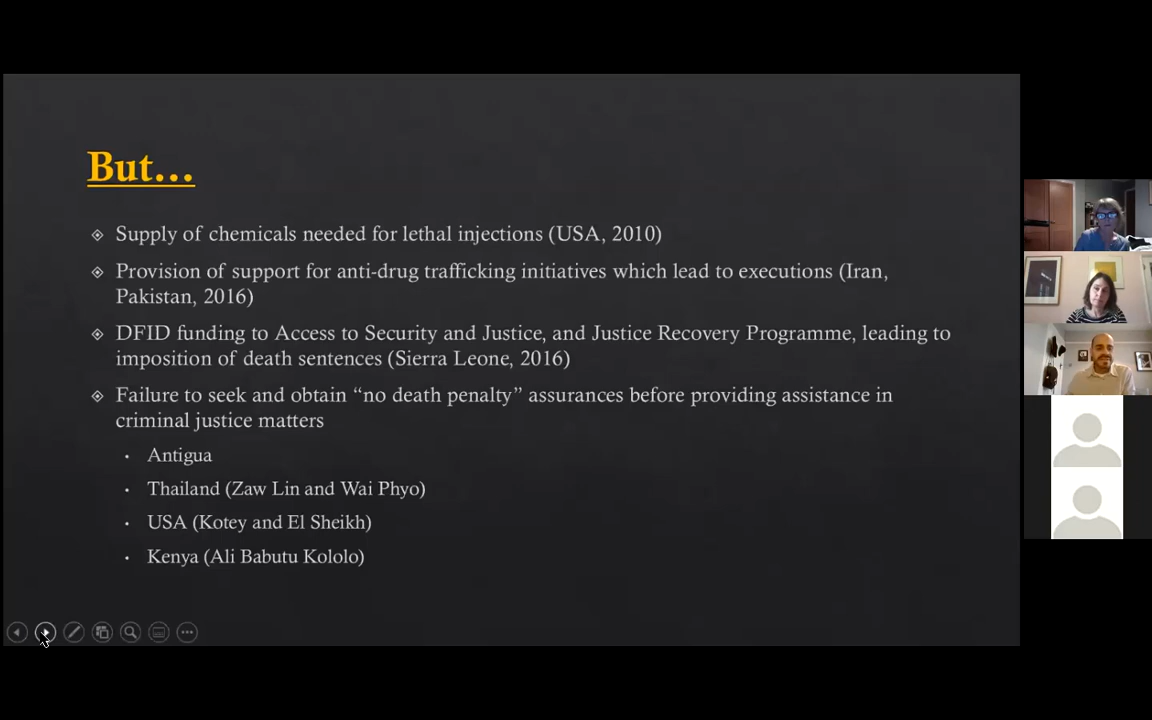 But...
Supply of chemicals needed for lethal injections (USA, 2010)
Provision of support for anti-drug trafficking initiatives which lead to executions (Iran,
Pakistan, 2016)
DFID funding to Access to Security and Justice, and Justice Recovery Programme, leading to
imposition of death sentences (Sierra Leone, 2016)
Failure to seek and obtain “no death penalty” assurances before providing assistance in
criminal justice matters
Antigua
Thailand (Zaw Lin and Wai Phyo)
USA (Kotey and El Sheikh)
Kenya (Ali Babutu Kololo)